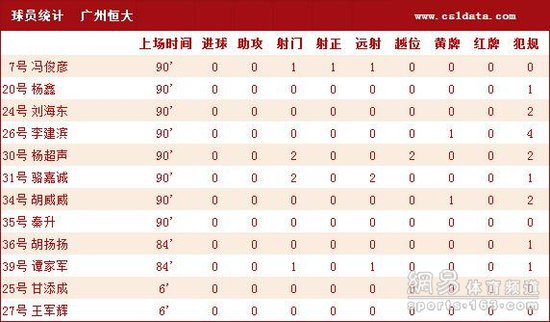 球员统计 广州恒大 www.csldata.com
上场时间 进球 助攻 射门 射正 远射 越位 黄牌 红牌 犯规
7号 冯俊彦 90' 0 0 1 1 1 0 0 0 0
20号 杨鑫 90' 0 0 0 0 0 0 0 0 1
24号 刘海东 90' 0 0 0 0 0 0 0 0 2
26号 李建滨 90' 0 0 0 0 0 0 1 0 4
30号 杨超声 90' 0 0 2 0 0 2 0 0 2
31号 骆嘉诚 90' 0 0 2 0 2 0 0 0 1
34号 胡威威 90' 0 0 0 0 0 0 1 0 2
35号 秦升 90' 0 0 0 0 0 0 0 0 0
36号 胡扬扬 84' 0 0 0 0 0 0 0 0 1
39号 谭家军 84' 0 0 1 0 1 0 0 0 1
25号 甘添成 6' 0 0 0 0 0 0 0 0 0
27号 王军辉 6' 0 0 0 0 0 0 0 0 0
网易体育频道
sports.163.com